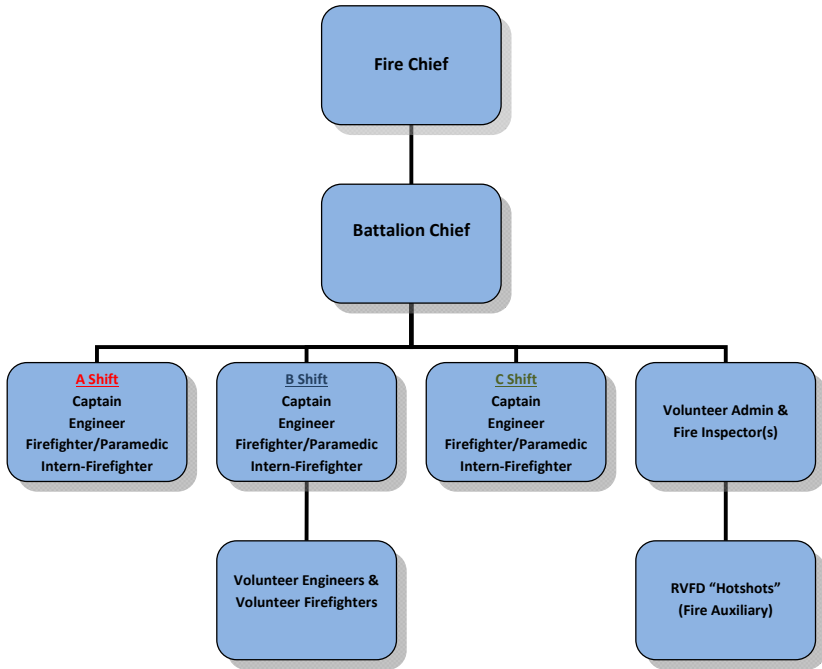 Fire Chief
Battalion Chief
A Shift
Captain
Engineer
Firefighter/Paramedic
Intern-Firefighter
B Shift
Captain
Engineer
Firefighter/Paramedic
Intern-Firefighter
C Shift
Captain
Engineer
Firefighter/Paramedic
Intern-Firefighter
Volunteer Admin &
Fire Inspector(s)
Volunteer Engineers &
Volunteer Firefighters
RVFD “Hotshots”
(Fire Auxiliary)